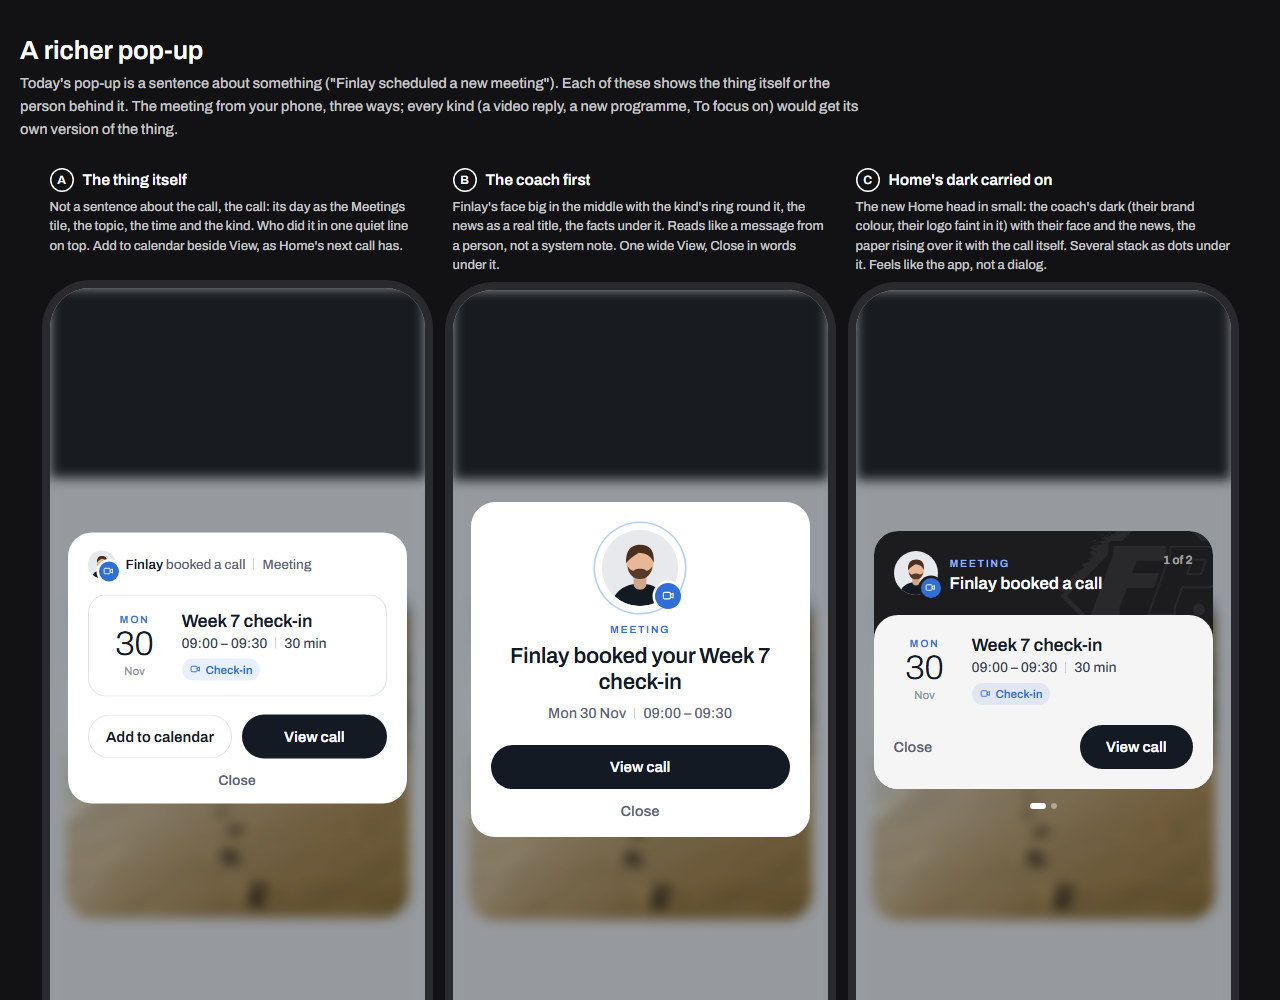 A richer pop-up
Today's pop-up is a sentence about something ("Finlay scheduled a new meeting"). Each of these shows the thing itself or the
person behind it. The meeting from your phone, three ways; every kind (a video reply, a new programme, To focus on) would get its
own version of the thing.
A The thing itself
Not a sentence about the call, the call: its day as the Meetings
tile, the topic, the time and the kind. Who did it in one quiet line
on top. Add to calendar beside View, as Home's next call has.
Finlay booked a call | Meeting
MON
30
Nov
Week 7 check-in
09:00 – 09:30 | 30 min
Check-in
Add to calendar
View call
Close
B The coach first
Finlay's face big in the middle with the kind's ring round it, the
news as a real title, the facts under it. Reads like a message from
a person, not a system note. One wide View, Close in words
under it.
MEETING
Finlay booked your Week 7
check-in
Mon 30 Nov | 09:00 – 09:30
View call
Close
C Home's dark carried on
The new Home head in small: the coach's dark (their brand
colour, their logo faint in it) with their face and the news, the
paper rising over it with the call itself. Several stack as dots under
it. Feels like the app, not a dialog.
MEETING
1 of 2
Finlay booked a call
MON
30
Nov
Week 7 check-in
09:00 – 09:30 | 30 min
Check-in
Close
View call